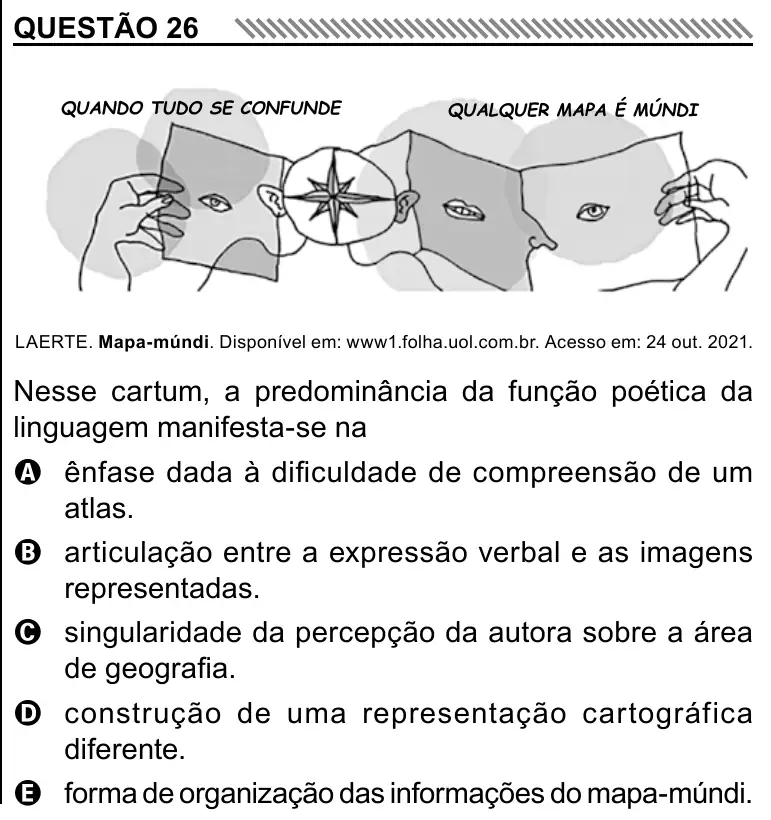 QUESTÃO 26
QUANDO TUDO SE CONFUNDE
QUALQUER MAPA É MÚNDI
LAERTE. Mapa-múndi. Disponível em: www1.folha.uol.com.br. Acesso em: 24 out. 2021.
Nesse cartum, a predominância da função poética da
linguagem manifesta-se na
A ênfase dada à dificuldade de compreensão de um
atlas.
B articulação entre a expressão verbal e as imagens
representadas.
C singularidade da percepção da autora sobre a área
de geografia.
D construção de uma representação cartográfica
diferente.
E forma de organização das informações do mapa-múndi.